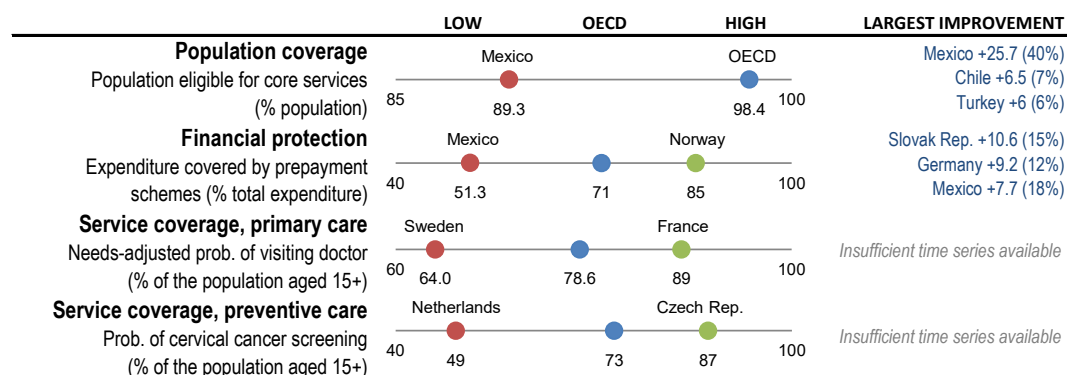 LOW OECD HIGH LARGEST IMPROVEMENT
Population coverage
Population eligible for core services
(% population)
Mexico OECD
85 100
89.3 98.4
Mexico +25.7 (40%)
Chile +6.5 (7%)
Turkey +6 (6%)
Financial protection
Expenditure covered by prepayment
schemes (% total expenditure)
Mexico Norway
40 100
51.3 71 85
Slovak Rep. +10.6 (15%)
Germany +9.2 (12%)
Mexico +7.7 (18%)
Service coverage, primary care
Needs-adjusted prob. of visiting doctor
(% of the population aged 15+)
Sweden France
60 100
64.0 78.6 89
Insufficient time series available
Service coverage, preventive care
Prob. of cervical cancer screening
(% of the population aged 15+)
Netherlands Czech Rep.
40 100
49 73 87
Insufficient time series available